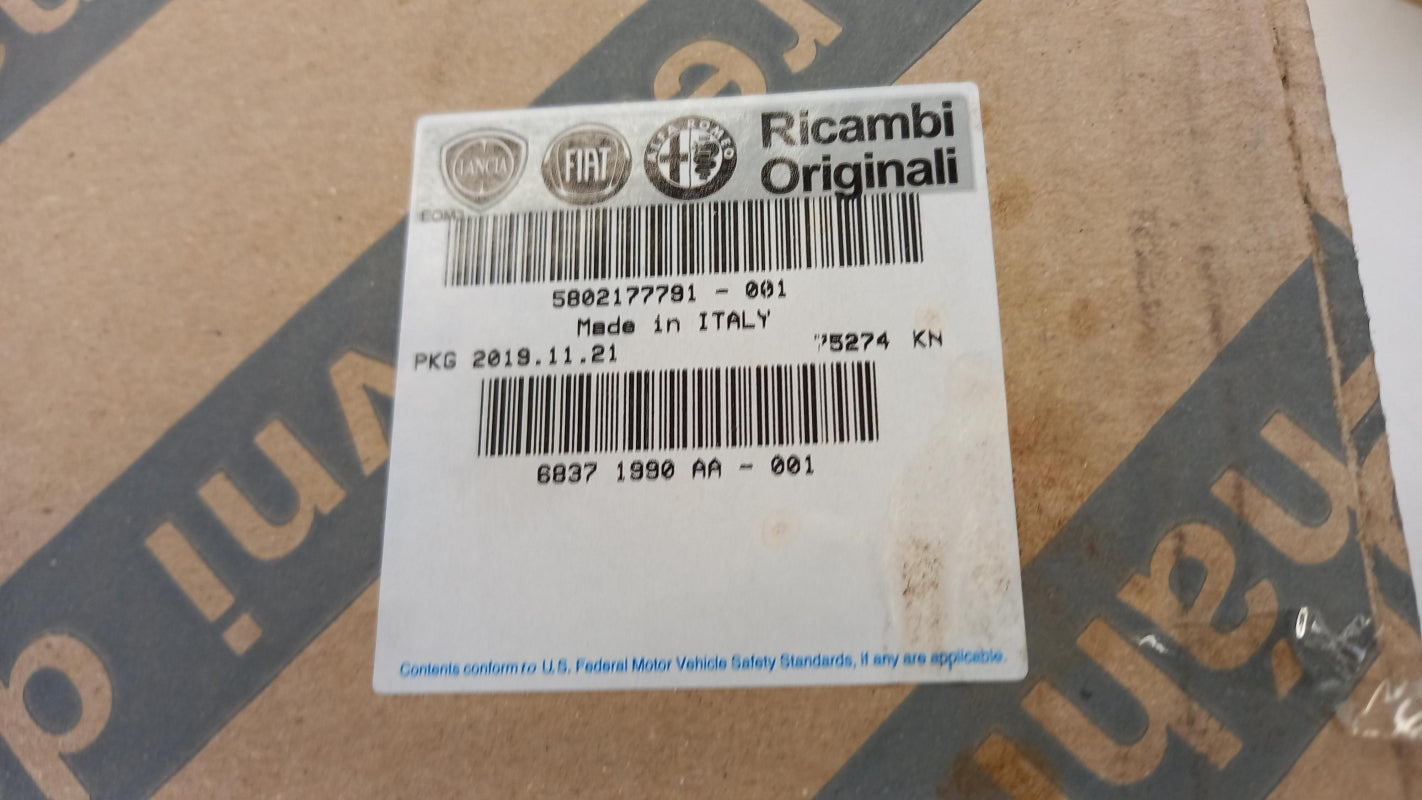 LANCIA
FIAT
ALFA ROMEO
Ricambi
Originali
5802177791 - 001
Made in ITALY
PKG 2019.11.21
75274 KN
6837 1990 AA - 001
Contents conform to U.S. Federal Motor Vehicle Safety Standards, if any are applicable.